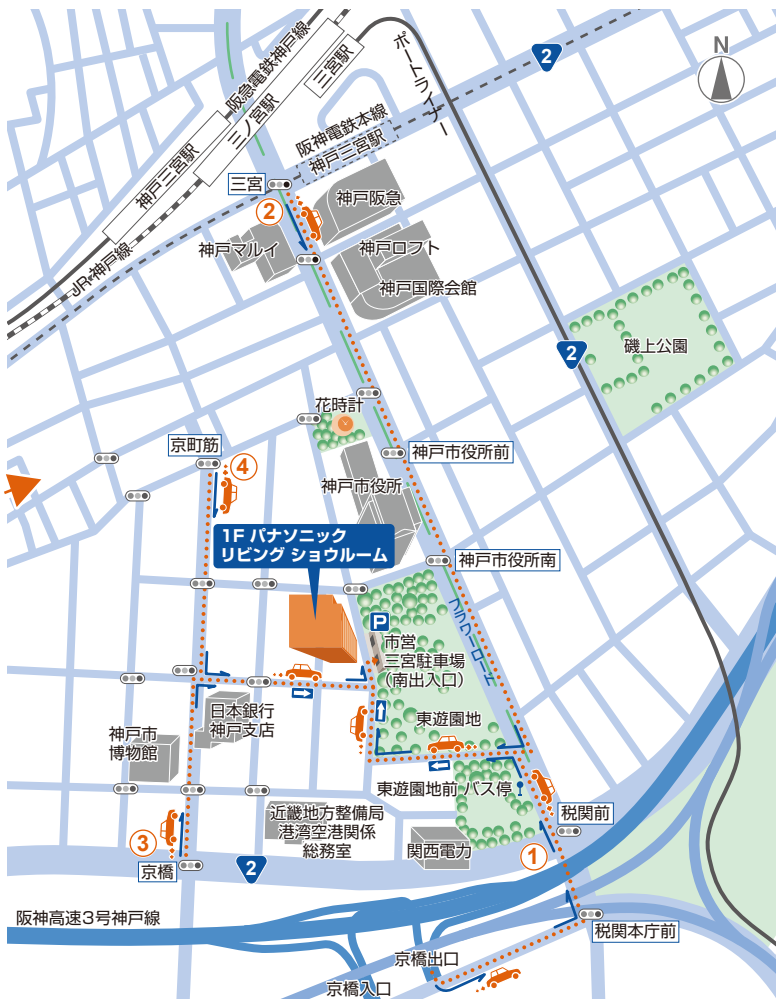 阪急電鉄神戸線
三宮駅
三ノ宮駅
神戸三宮駅
JR・神戸線
ポートライナー
2
N
阪神電鉄本線
神戸三宮駅
三宮
②
神戸阪急
神戸マルイ
神戸ロフト
神戸国際会館
2
磯上公園
花時計
京町筋
④
神戸市役所前
神戸市役所
1F パナソニック
リビング ショウルーム
神戸市役所南
フラワーロード
P
市営
三宮駐車場
(南出入口)
東遊園地
日本銀行
神戸支店
神戸市
博物館
東遊園地前 バス停
税関前
近畿地方整備局
港湾空港関係
総務室
関西電力
③
①
京橋
2
阪神高速3号神戸線
税関本庁前
京橋出口
京橋入口